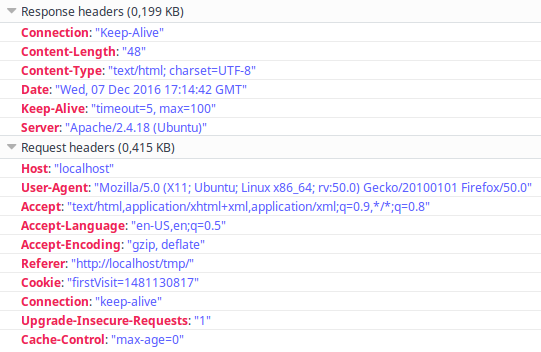 Response headers (0,199 KB)
Connection: "Keep-Alive"
Content-Length: "48"
Content-Type: "text/html; charset=UTF-8"
Date: "Wed, 07 Dec 2016 17:14:42 GMT"
Keep-Alive: "timeout=5, max=100"
Server: "Apache/2.4.18 (Ubuntu)"
Request headers (0,415 KB)
Host: "localhost"
User-Agent: "Mozilla/5.0 (X11; Ubuntu; Linux x86_64; rv:50.0) Gecko/20100101 Firefox/50.0"
Accept: "text/html,application/xhtml+xml,application/xml;q=0.9,*/*;q=0.8"
Accept-Language: "en-US,en;q=0.5"
Accept-Encoding: "gzip, deflate"
Referer: "http://localhost/tmp/"
Cookie: "firstVisit=1481130817"
Connection: "keep-alive"
Upgrade-Insecure-Requests: "1"
Cache-Control: "max-age=0"